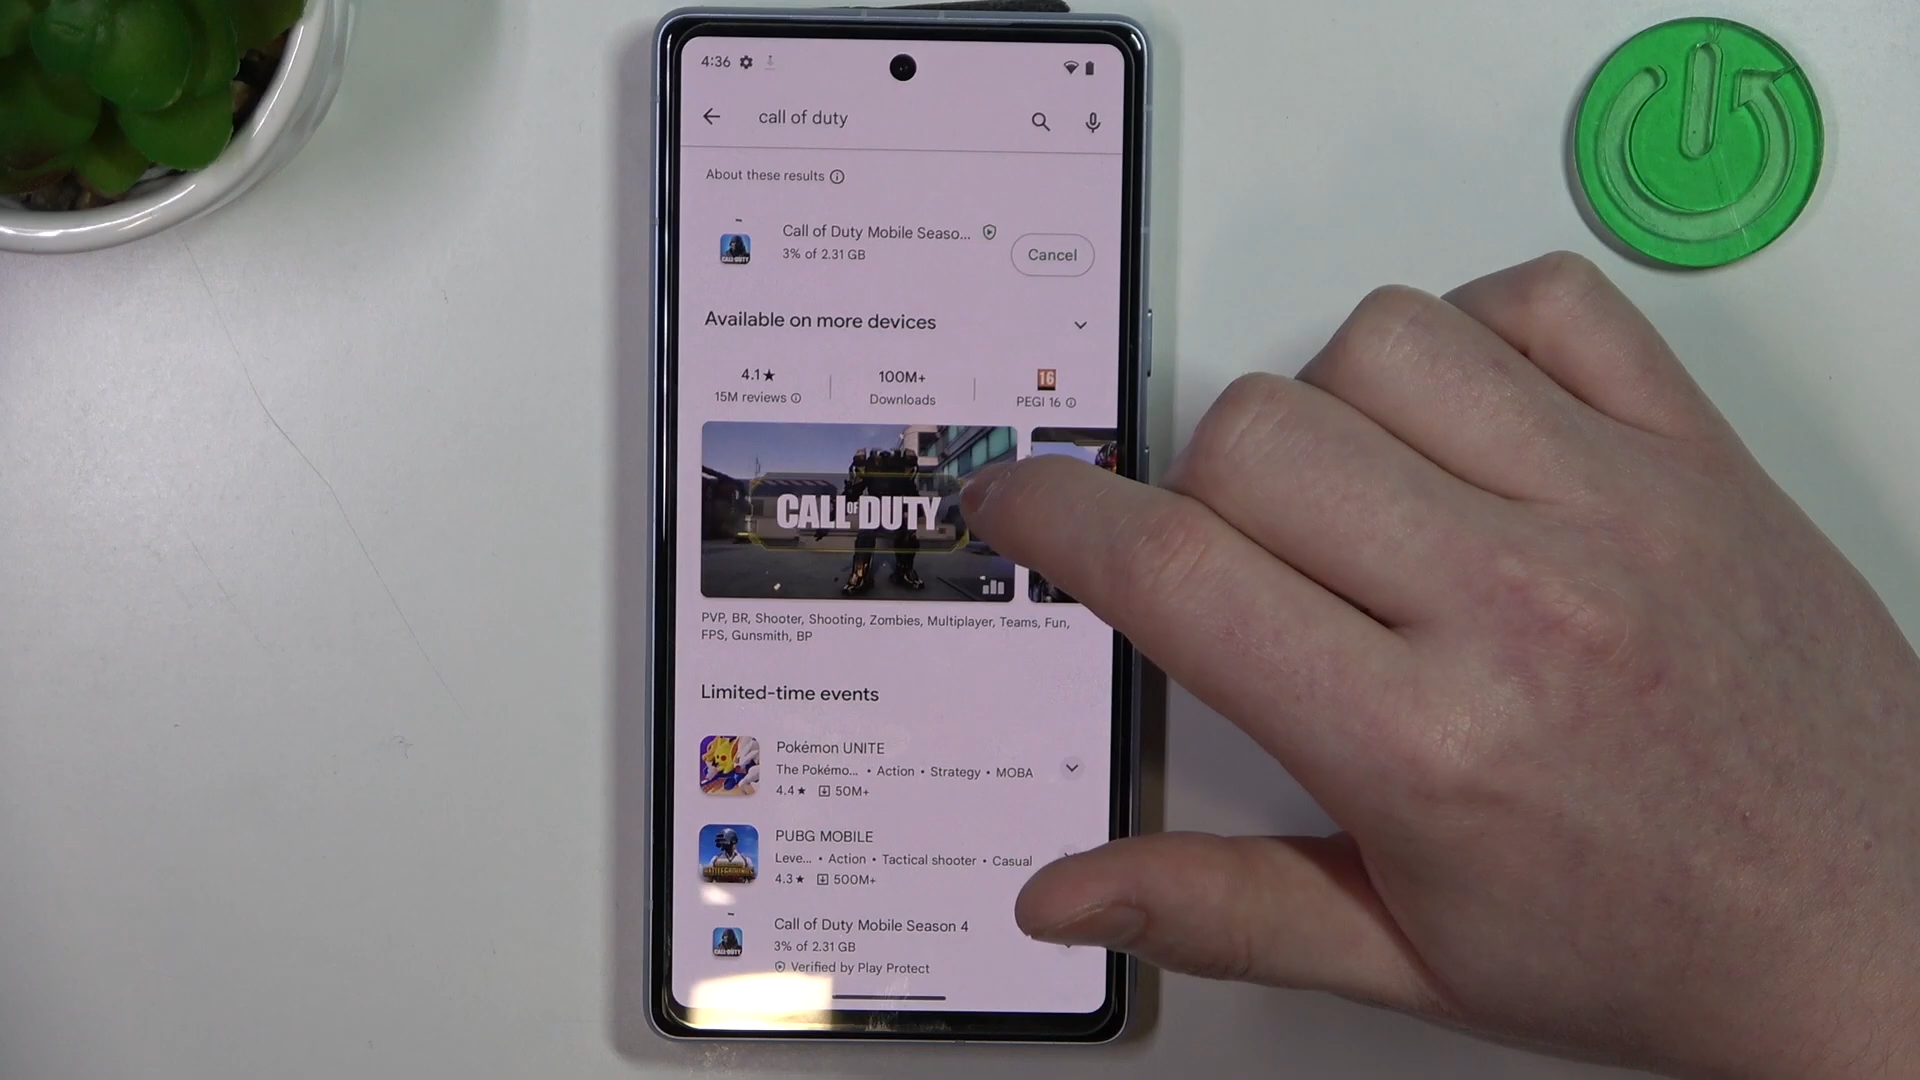 4:36
call of duty
About these results
Call of Duty Mobile Seaso...
3% of 2.31 GB
Cancel
Available on more devices
4.1★
15M reviews
100M+
Downloads
16
PEGI 16
CALL OF DUTY
PVP, BR, Shooter, Shooting, Zombies, Multiplayer, Teams, Fun,
FPS, Gunsmith, BP
Limited-time events
Pokémon UNITE
The Pokémo... • Action • Strategy • MOBA
4.4★ 50M+
PUBG MOBILE
Leve... • Action • Tactical shooter • Casual
4.3★ 500M+
Call of Duty Mobile Season 4
3% of 2.31 GB
Verified by Play Protect